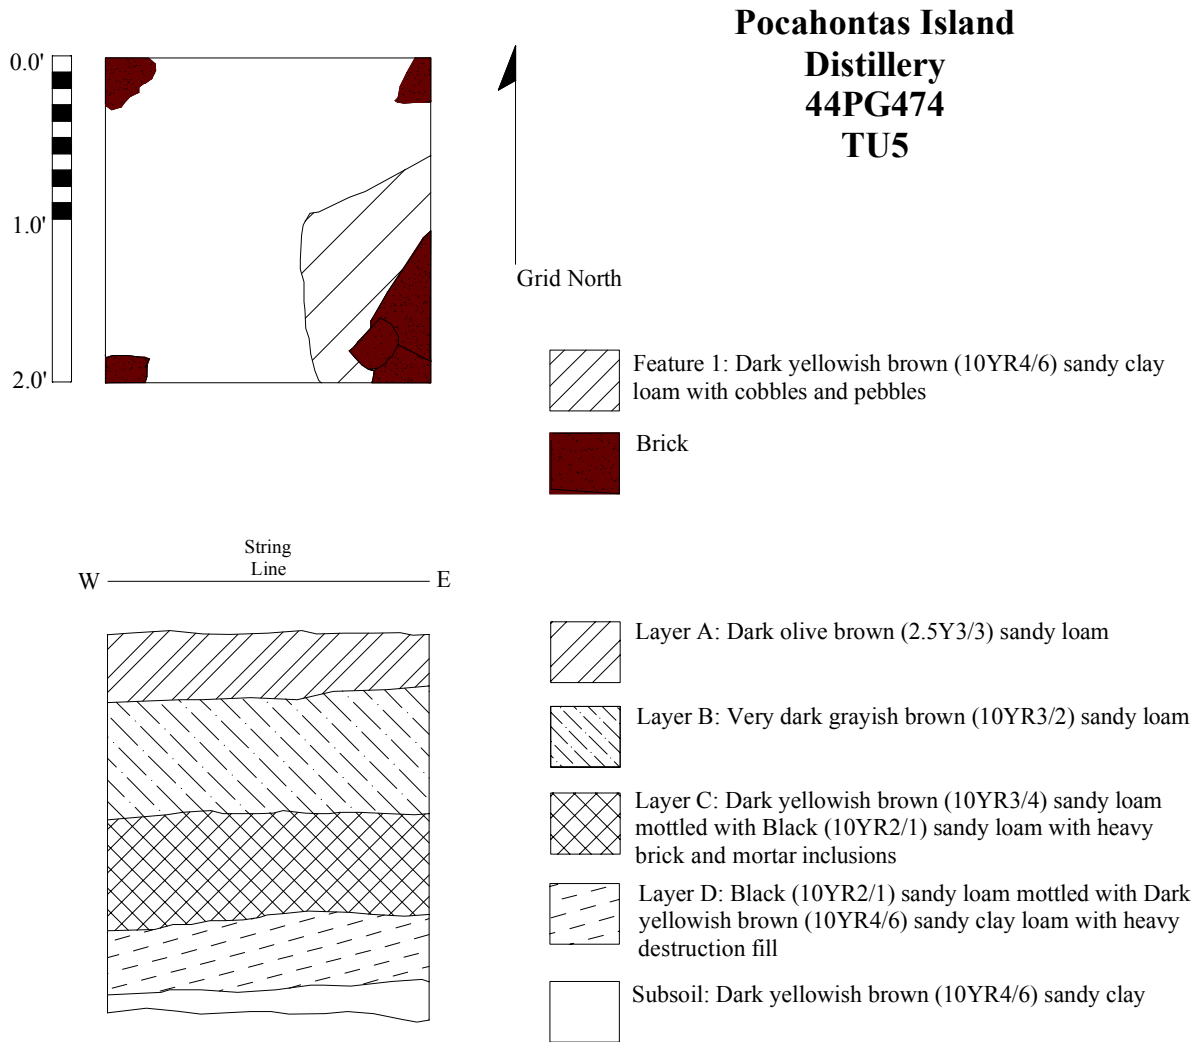 Pocahontas Island
Distillery
44PG474
TU5
0.0'
1.0'
2.0'
Grid North
Feature 1: Dark yellowish brown (10YR4/6) sandy clay
loam with cobbles and pebbles
Brick
String
Line
W
E
Layer A: Dark olive brown (2.5Y3/3) sandy loam
Layer B: Very dark grayish brown (10YR3/2) sandy loam
Layer C: Dark yellowish brown (10YR3/4) sandy loam
mottled with Black (10YR2/1) sandy loam with heavy
brick and mortar inclusions
Layer D: Black (10YR2/1) sandy loam mottled with Dark
yellowish brown (10YR4/6) sandy clay loam with heavy
destruction fill
Subsoil: Dark yellowish brown (10YR4/6) sandy clay